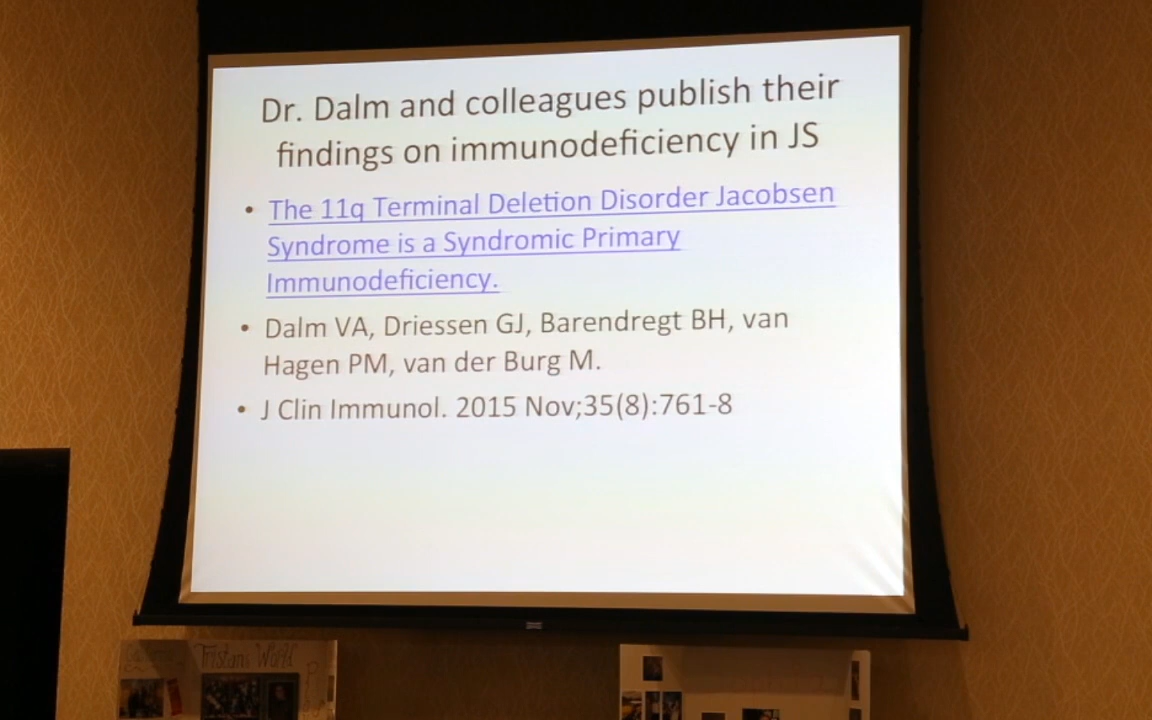 Dr. Dalm and colleagues publish their
findings on immunodeficiency in JS
• The 11q Terminal Deletion Disorder Jacobsen
Syndrome is a Syndromic Primary
Immunodeficiency.
• Dalm VA, Driessen GJ, Barendregt BH, van
Hagen PM, van der Burg M.
• J Clin Immunol. 2015 Nov;35(8):761-8
Tristan's World